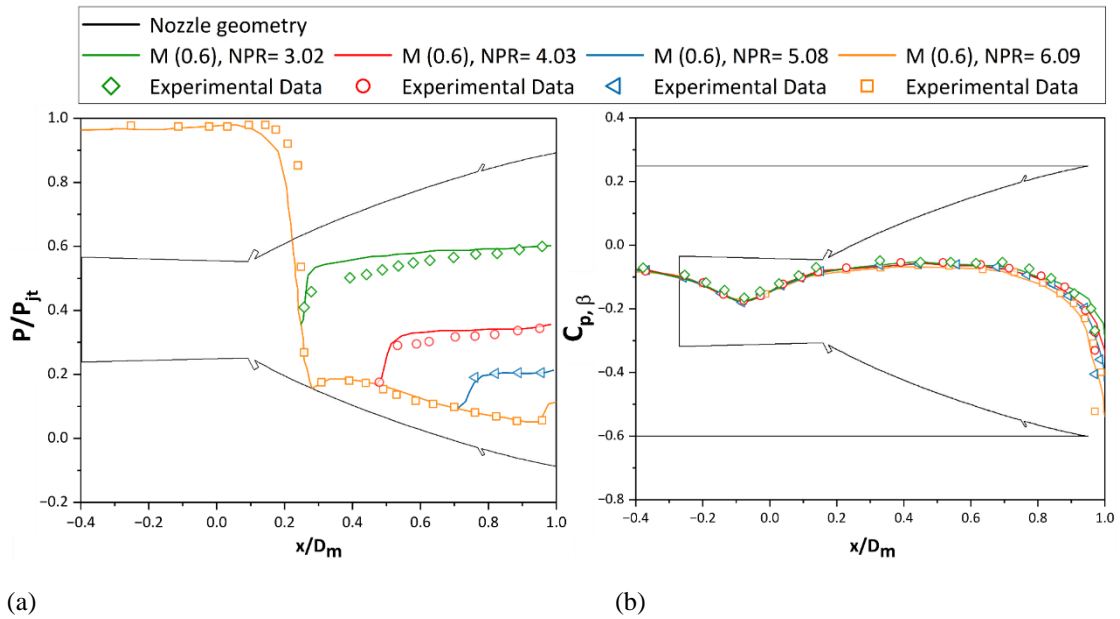 Nozzle geometry
M (0.6), NPR= 3.02 M (0.6), NPR= 4.03 M (0.6), NPR= 5.08 M (0.6), NPR= 6.09
Experimental Data Experimental Data Experimental Data Experimental Data
P/Pjt
1.0
0.8
0.6
0.4
0.2
0.0
−0.2
−0.4 −0.2 0.0 0.2 0.4 0.6 0.8 1.0
x/Dm
Cp, β
0.4
0.2
0.0
−0.2
−0.4
−0.6
−0.8
−0.4 −0.2 0.0 0.2 0.4 0.6 0.8 1.0
x/Dm
(a) (b)